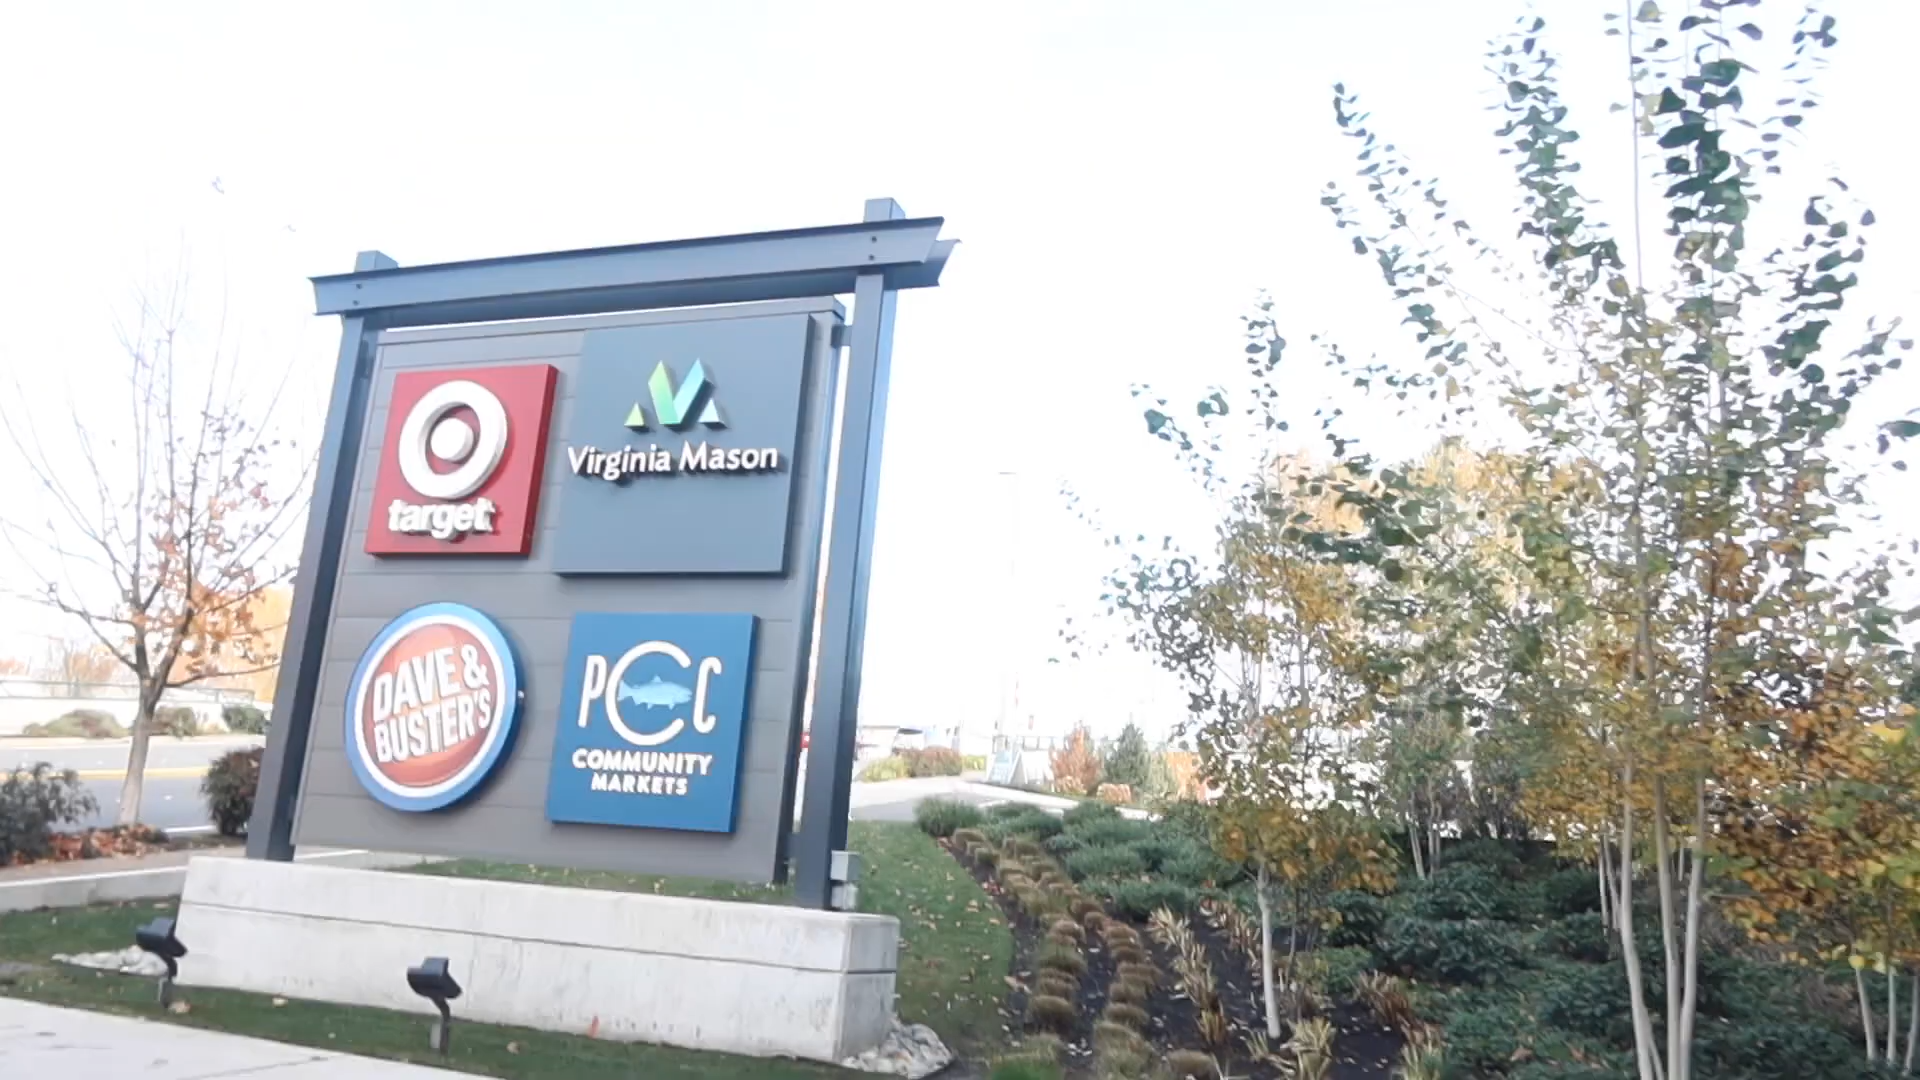 target
Virginia Mason
DAVE &
BUSTER'S
PCC
COMMUNITY
MARKETS